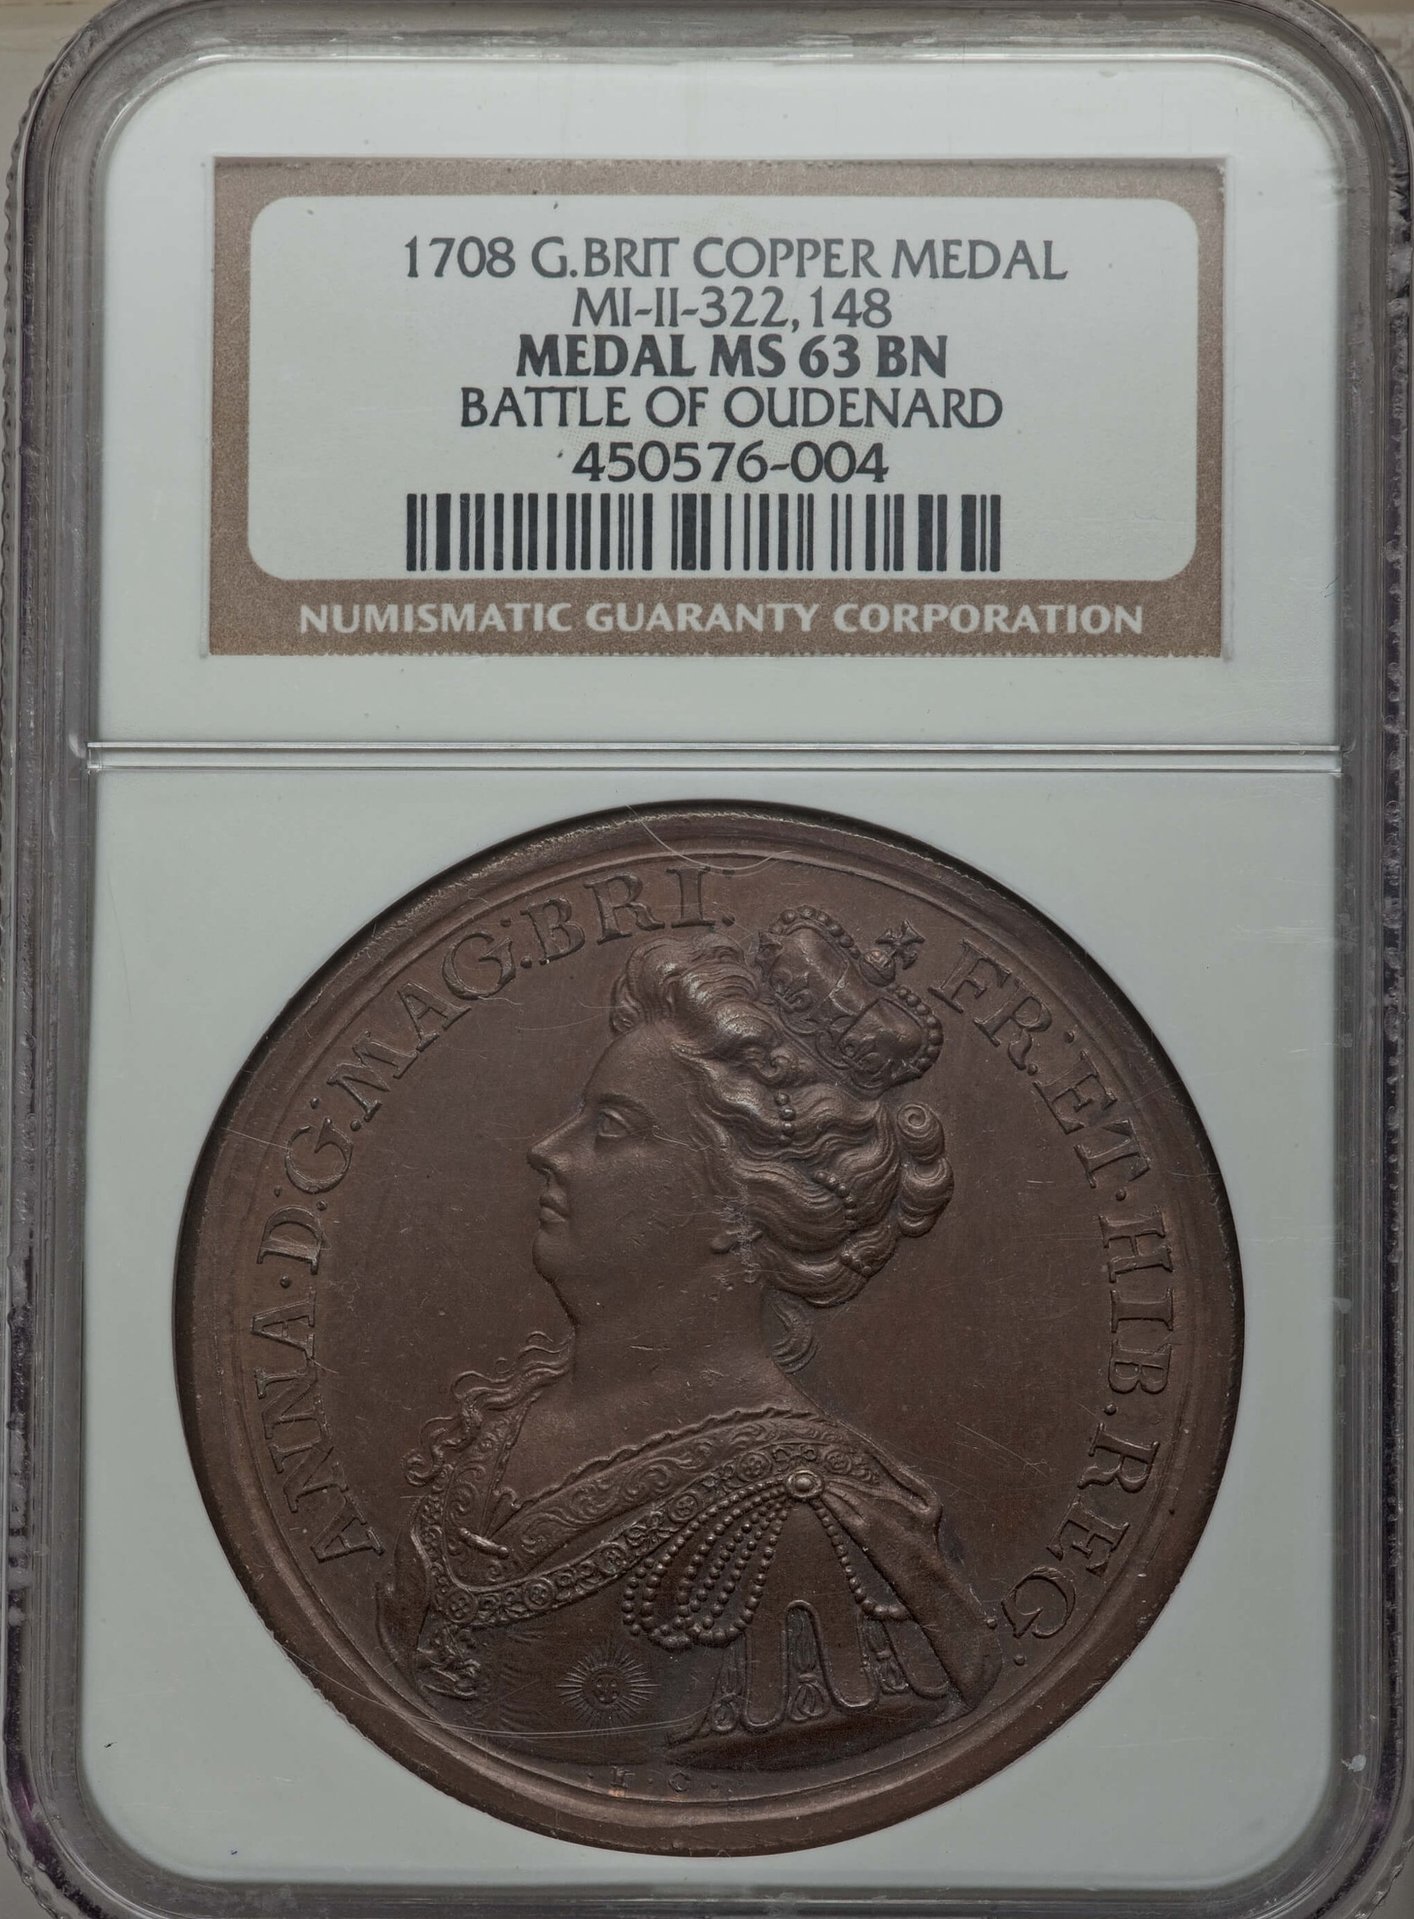 1708 G.BRIT COPPER MEDAL
MI-II-322,148
MEDAL MS 63 BN
BATTLE OF OUDENARD
450576-004
NUMISMATIC GUARANTY CORPORATION
ANNA·D:G:MAG:BRI: FR:ET·HIB:REG: